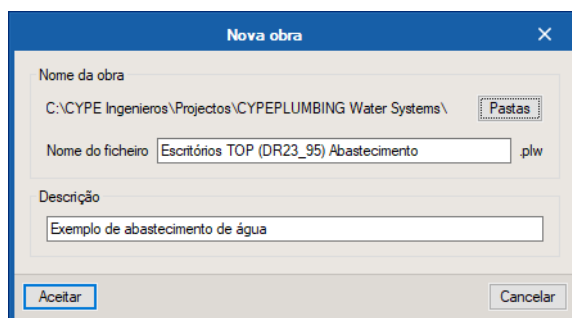 Nova obra
Nome da obra
C:\CYPE Ingenieros\Projectos\CYPEPLUMBING Water Systems\ Pastas
Nome do ficheiro Escritórios TOP (DR23_95) Abastecimento .plw
Descrição
Exemplo de abastecimento de água
Aceitar Cancelar